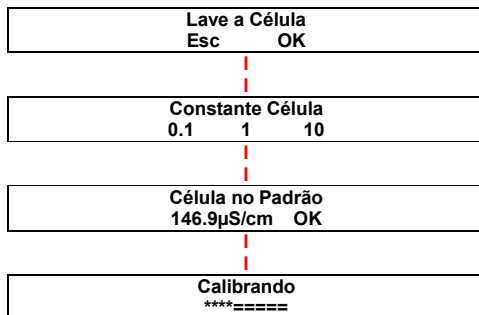 Lave a Célula
Esc OK
Constante Célula
0.1 1 10
Célula no Padrão
146.9µS/cm OK
Calibrando
****=====